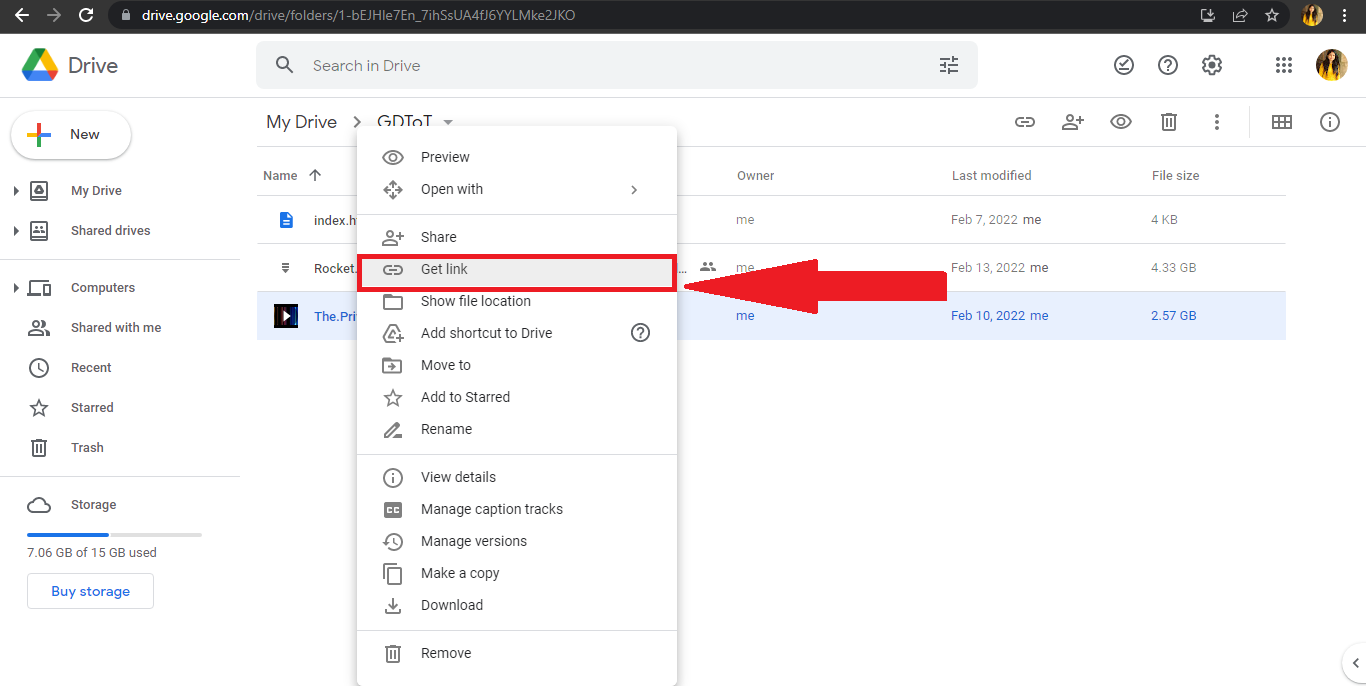 drive.google.com/drive/folders/1-bEJHle7En_7ihSsUA4fJ6YYLMke2JKO
Drive
Search in Drive
New
My Drive
Shared drives
Computers
Shared with me
Recent
Starred
Trash
Storage
7.06 GB of 15 GB used
Buy storage
My Drive > GDToT
Name Owner Last modified File size
index.h me Feb 7, 2022 me 4 KB
Rocket. ... me Feb 13, 2022 me 4.33 GB
The.Pri me Feb 10, 2022 me 2.57 GB
Preview
Open with
Share
Get link
Show file location
Add shortcut to Drive
Move to
Add to Starred
Rename
View details
CC Manage caption tracks
Manage versions
Make a copy
Download
Remove